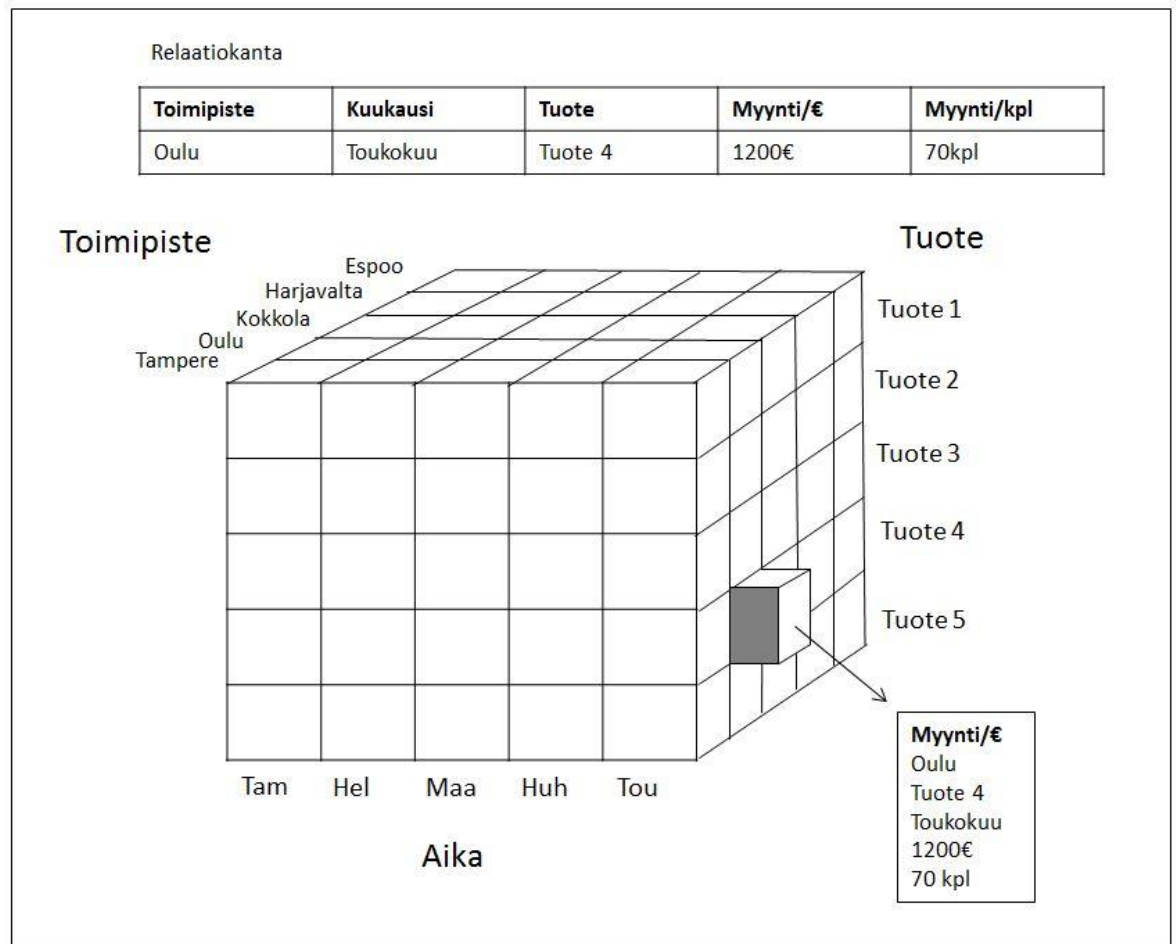 Relaatiokanta
Toimipiste Kuukausi Tuote Myynti/€ Myynti/kpl
Oulu Toukokuu Tuote 4 1200€ 70kpl
Toimipiste
Tuote
Espoo
Harjavalta
Kokkola
Oulu
Tampere
Tuote 1
Tuote 2
Tuote 3
Tuote 4
Tuote 5
Tam Hel Maa Huh Tou
Aika
Myynti/€
Oulu
Tuote 4
Toukokuu
1200€
70 kpl